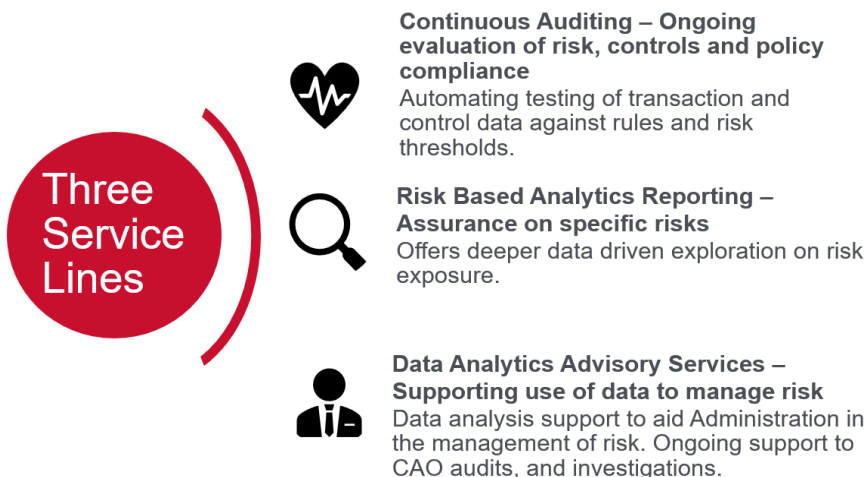 Three
Service
Lines
Continuous Auditing – Ongoing
evaluation of risk, controls and policy
compliance
Automating testing of transaction and
control data against rules and risk
thresholds.
Risk Based Analytics Reporting –
Assurance on specific risks
Offers deeper data driven exploration on risk
exposure.
Data Analytics Advisory Services –
Supporting use of data to manage risk
Data analysis support to aid Administration in
the management of risk. Ongoing support to
CAO audits, and investigations.